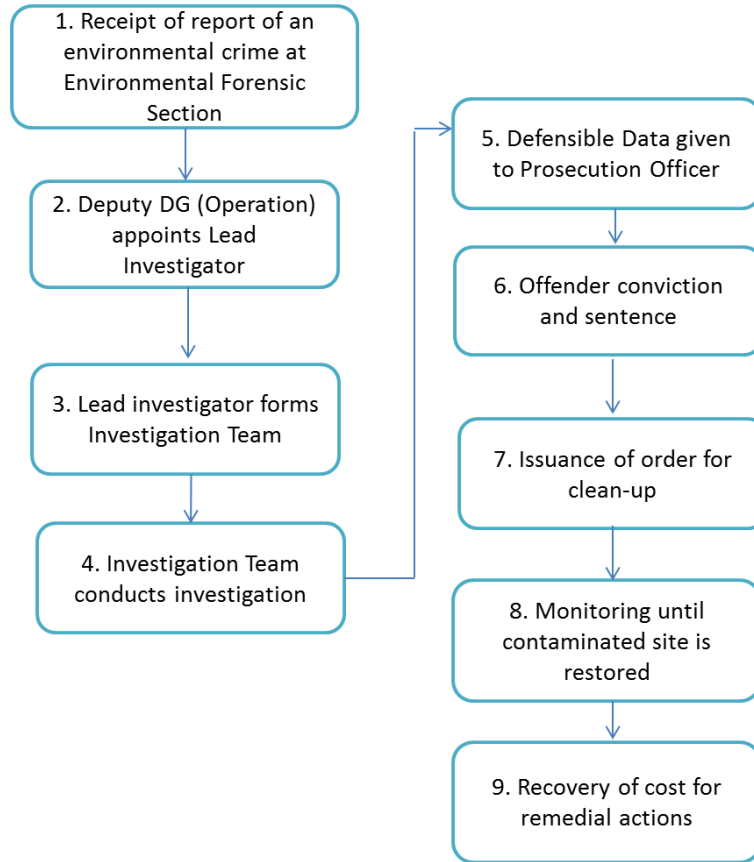 1. Receipt of report of an
environmental crime at
Environmental Forensic
Section
2. Deputy DG (Operation)
appoints Lead
Investigator
3. Lead investigator forms
Investigation Team
4. Investigation Team
conducts investigation
5. Defensible Data given
to Prosecution Officer
6. Offender conviction
and sentence
7. Issuance of order for
clean-up
8. Monitoring until
contaminated site is
restored
9. Recovery of cost for
remedial actions